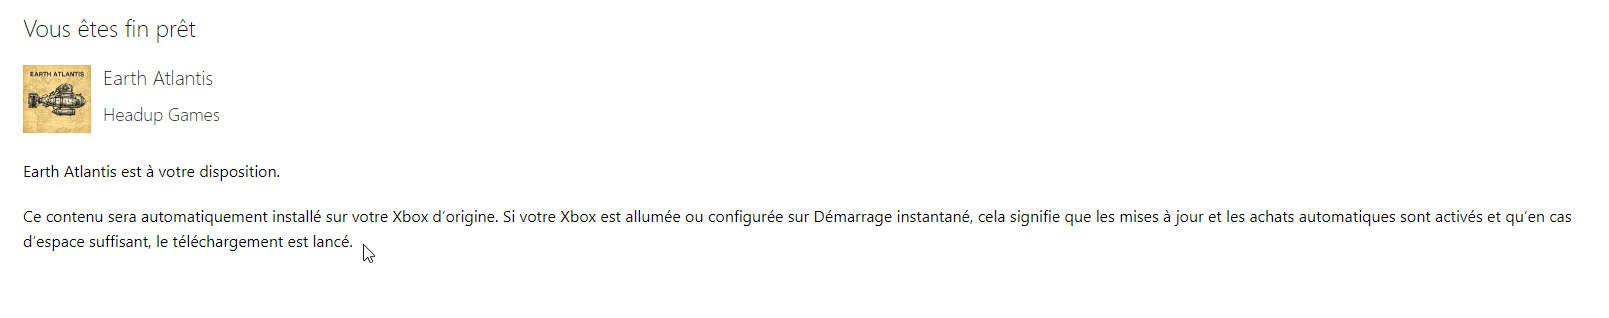 Vous êtes fin prêt
EARTH ATLANTIS
Earth Atlantis
Headup Games
Earth Atlantis est à votre disposition.
Ce contenu sera automatiquement installé sur votre Xbox d'origine. Si votre Xbox est allumée ou configurée sur Démarrage instantané, cela signifie que les mises à jour et les achats automatiques sont activés et qu'en cas
d'espace suffisant, le téléchargement est lancé.